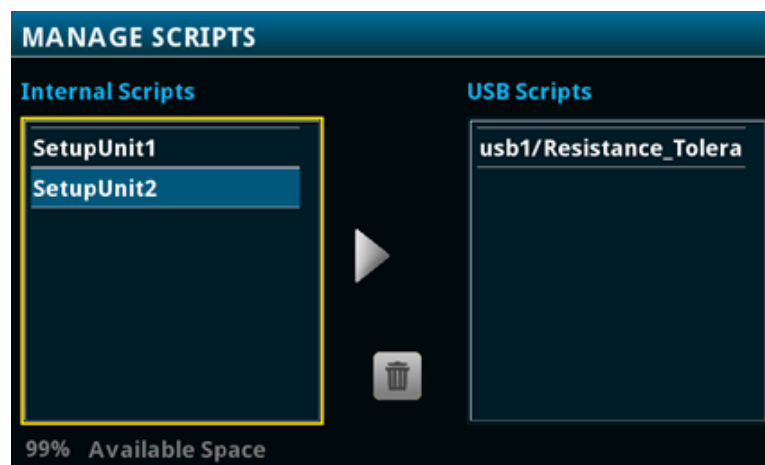 MANAGE SCRIPTS
Internal Scripts
SetupUnit1
SetupUnit2
99% Available Space
USB Scripts
usb1/Resistance_Tolera